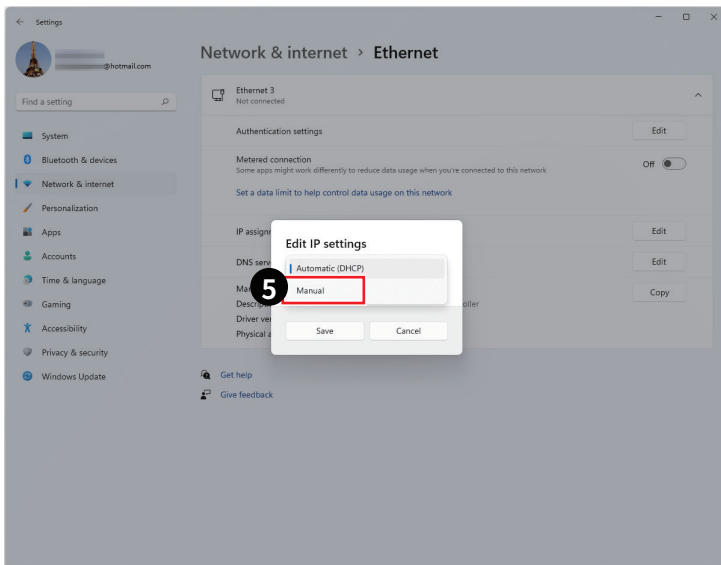 Settings
@hotmail.com
Find a setting
System
Bluetooth & devices
Network & internet
Personalization
Apps
Accounts
Time & language
Gaming
Accessibility
Privacy & security
Windows Update
Network & internet > Ethernet
Ethernet 3
Not connected
Authentication settings
Edit
Metered connection
Some apps might work differently to reduce data usage when you're connected to this network
Off
Set a data limit to help control data usage on this network
IP assign
Edit
DNS serv
Edit
Copy
Descrip
oller
Driver ve
Physical a
Edit IP settings
Automatic (DHCP)
5
Manual
Save
Cancel
Get help
Give feedback